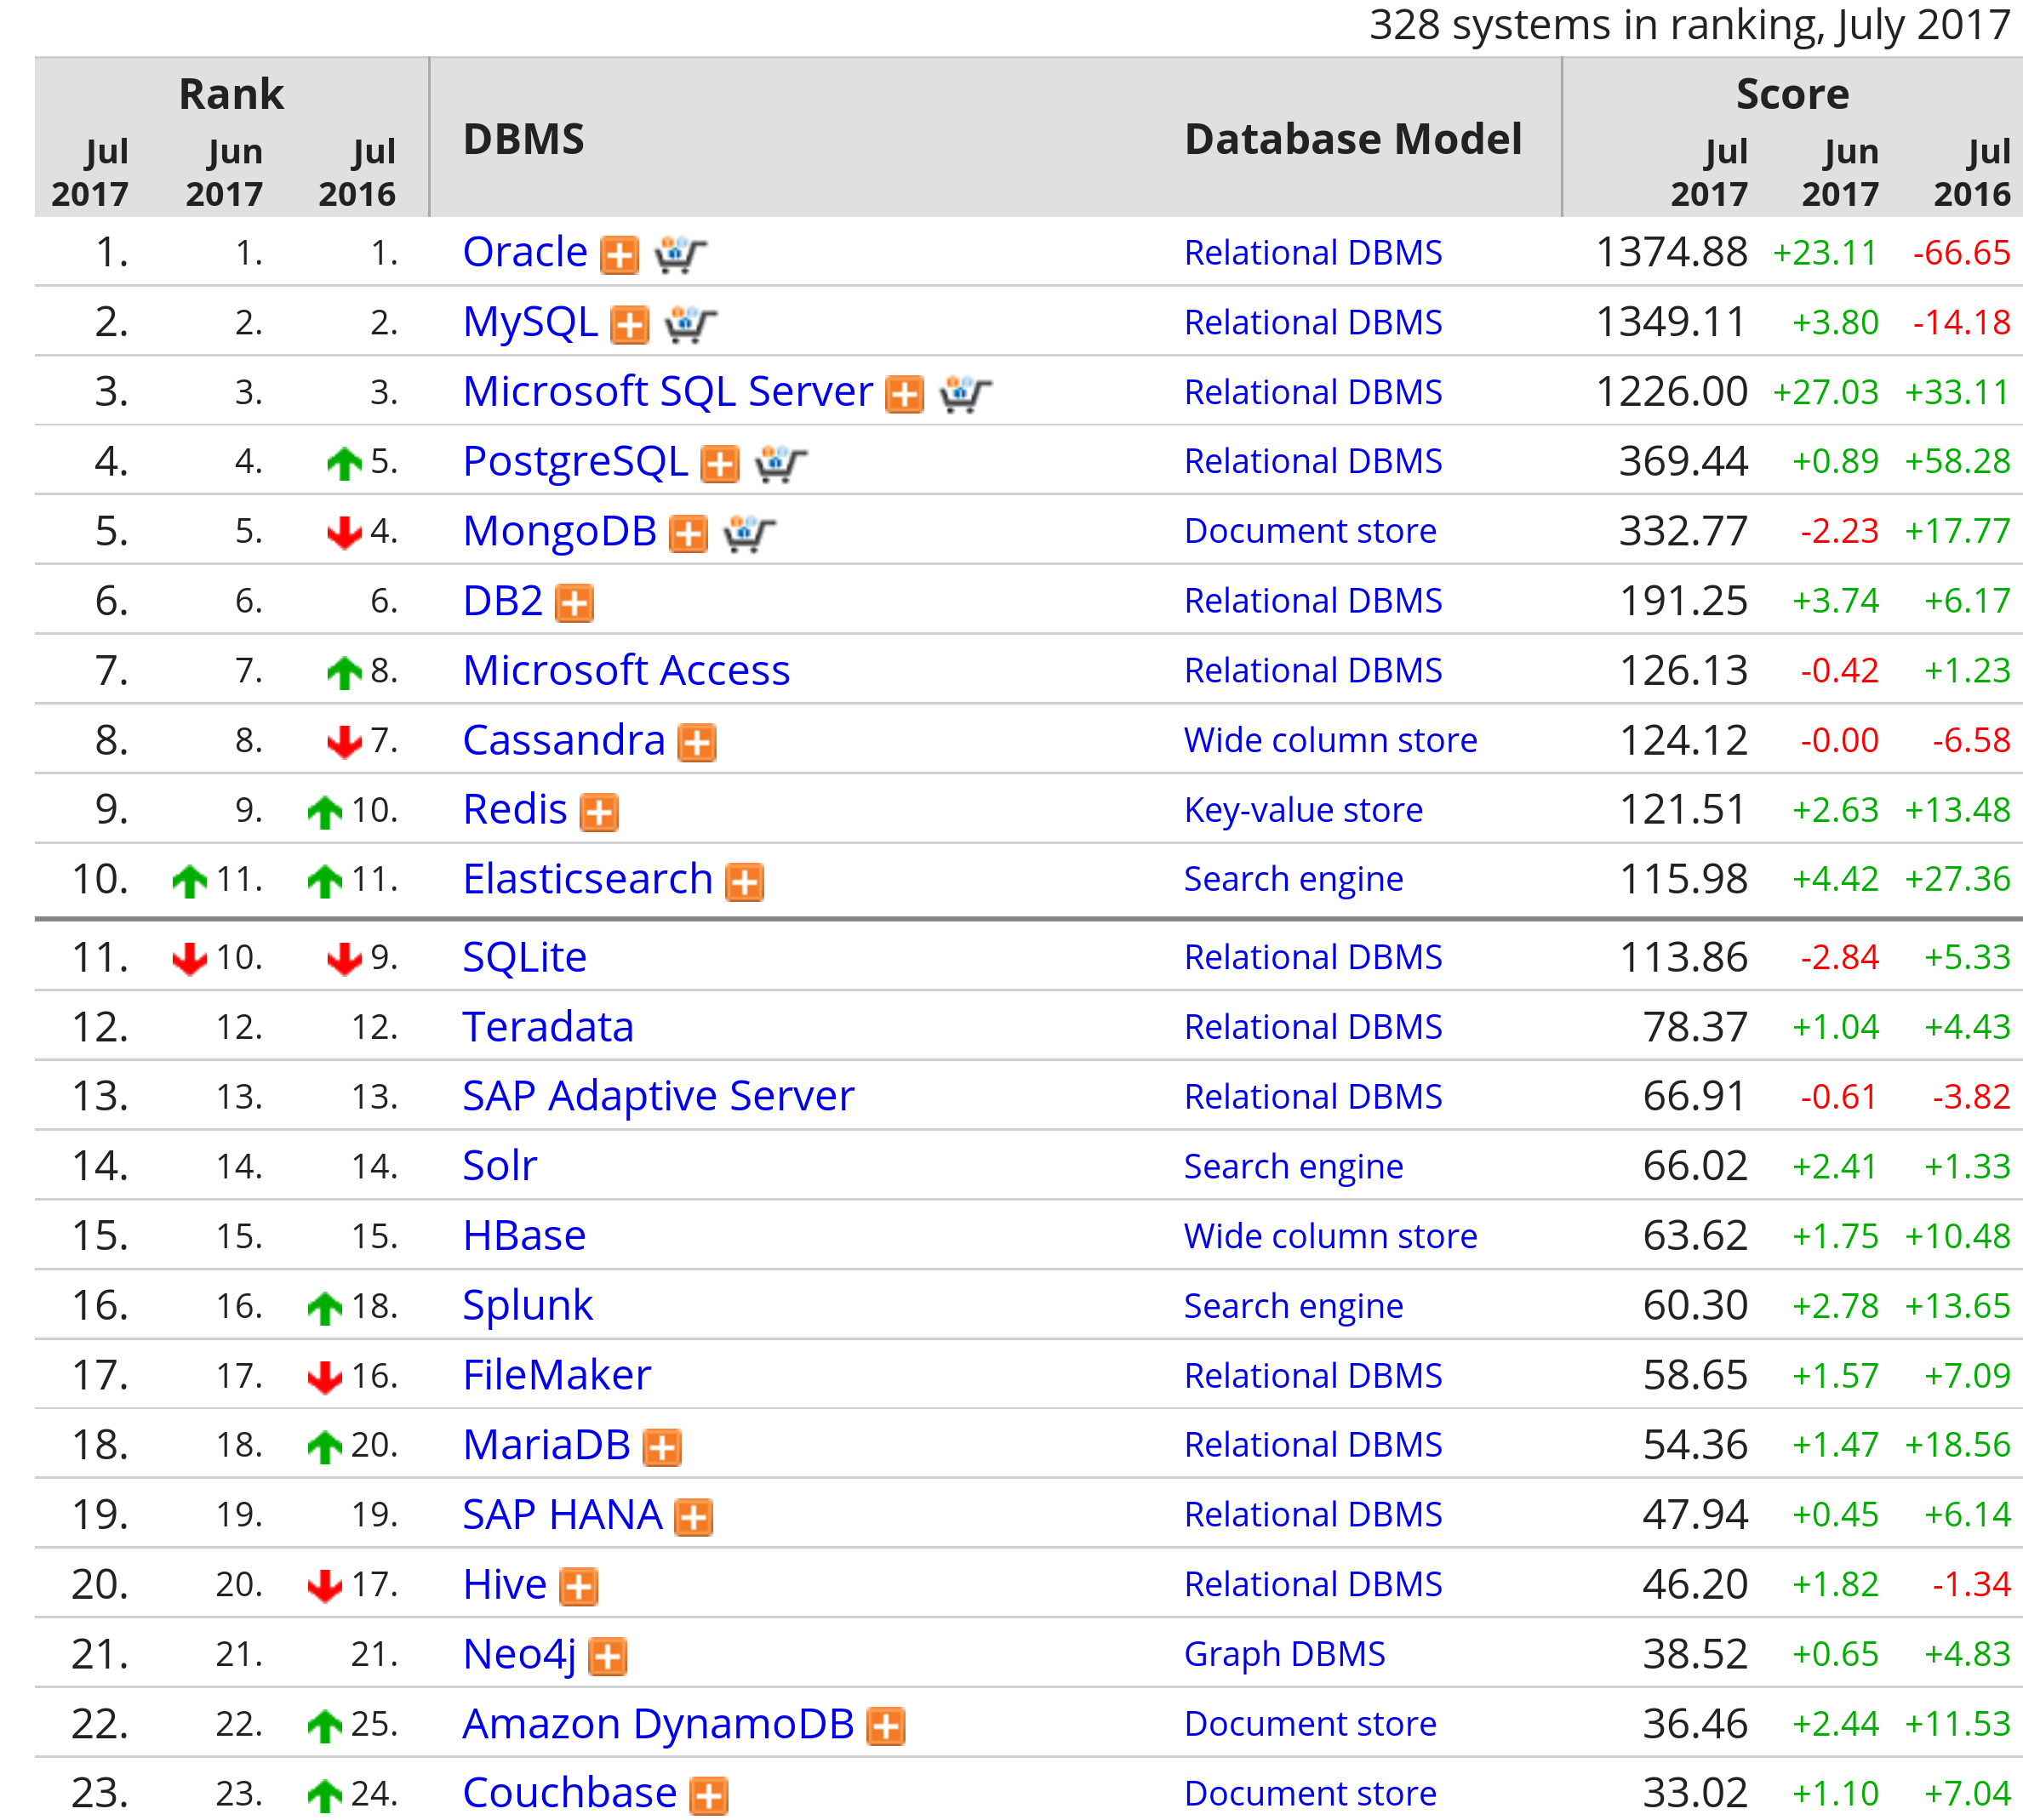 328 systems in ranking, July 2017
Rank DBMS Database Model Score
Jul 2017 Jun 2017 Jul 2016 Jul 2017 Jun 2017 Jul 2016
1. 1. 1. Oracle Relational DBMS 1374.88 +23.11 -66.65
2. 2. 2. MySQL Relational DBMS 1349.11 +3.80 -14.18
3. 3. 3. Microsoft SQL Server Relational DBMS 1226.00 +27.03 +33.11
4. 4. 5. PostgreSQL Relational DBMS 369.44 +0.89 +58.28
5. 5. 4. MongoDB Document store 332.77 -2.23 +17.77
6. 6. 6. DB2 Relational DBMS 191.25 +3.74 +6.17
7. 7. 8. Microsoft Access Relational DBMS 126.13 -0.42 +1.23
8. 8. 7. Cassandra Wide column store 124.12 -0.00 -6.58
9. 9. 10. Redis Key-value store 121.51 +2.63 +13.48
10. 11. 11. Elasticsearch Search engine 115.98 +4.42 +27.36
11. 10. 9. SQLite Relational DBMS 113.86 -2.84 +5.33
12. 12. 12. Teradata Relational DBMS 78.37 +1.04 +4.43
13. 13. 13. SAP Adaptive Server Relational DBMS 66.91 -0.61 -3.82
14. 14. 14. Solr Search engine 66.02 +2.41 +1.33
15. 15. 15. HBase Wide column store 63.62 +1.75 +10.48
16. 16. 18. Splunk Search engine 60.30 +2.78 +13.65
17. 17. 16. FileMaker Relational DBMS 58.65 +1.57 +7.09
18. 18. 20. MariaDB Relational DBMS 54.36 +1.47 +18.56
19. 19. 19. SAP HANA Relational DBMS 47.94 +0.45 +6.14
20. 20. 17. Hive Relational DBMS 46.20 +1.82 -1.34
21. 21. 21. Neo4j Graph DBMS 38.52 +0.65 +4.83
22. 22. 25. Amazon DynamoDB Document store 36.46 +2.44 +11.53
23. 23. 24. Couchbase Document store 33.02 +1.10 +7.04